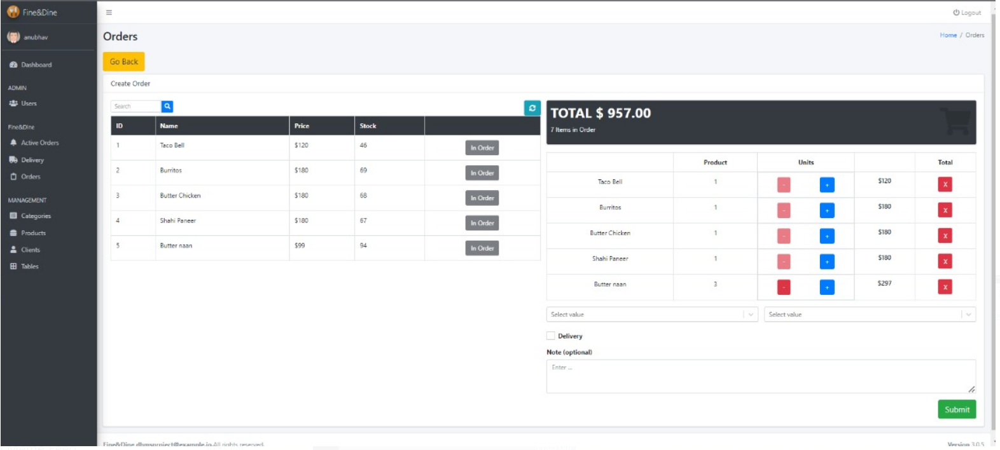 Fine&Dine
Logout
anubhav
Orders
Home / Orders
Dashboard
Go Back
ADMIN
Users
Fine&Dine
Active Orders
Delivery
Orders
MANAGEMENT
Categories
Products
Clients
Tables
Create Order
Search
ID Name Price Stock
1 Taco Bell $120 46 In Order
2 Burritos $180 69 In Order
3 Butter Chicken $180 68 In Order
4 Shahi Paneer $180 67 In Order
5 Butter naan $99 94 In Order
TOTAL $ 957.00
7 Items in Order
Product Units Total
Taco Bell 1 - + $120 X
Burritos 1 - + $180 X
Butter Chicken 1 - + $180 X
Shahi Paneer 1 - + $180 X
Butter naan 3 - + $297 X
Select value Select value
Delivery
Note (optional)
Enter ...
Submit
Fine&Dine dbmsproject@example.in All rights reserved.
Version 3.0.5